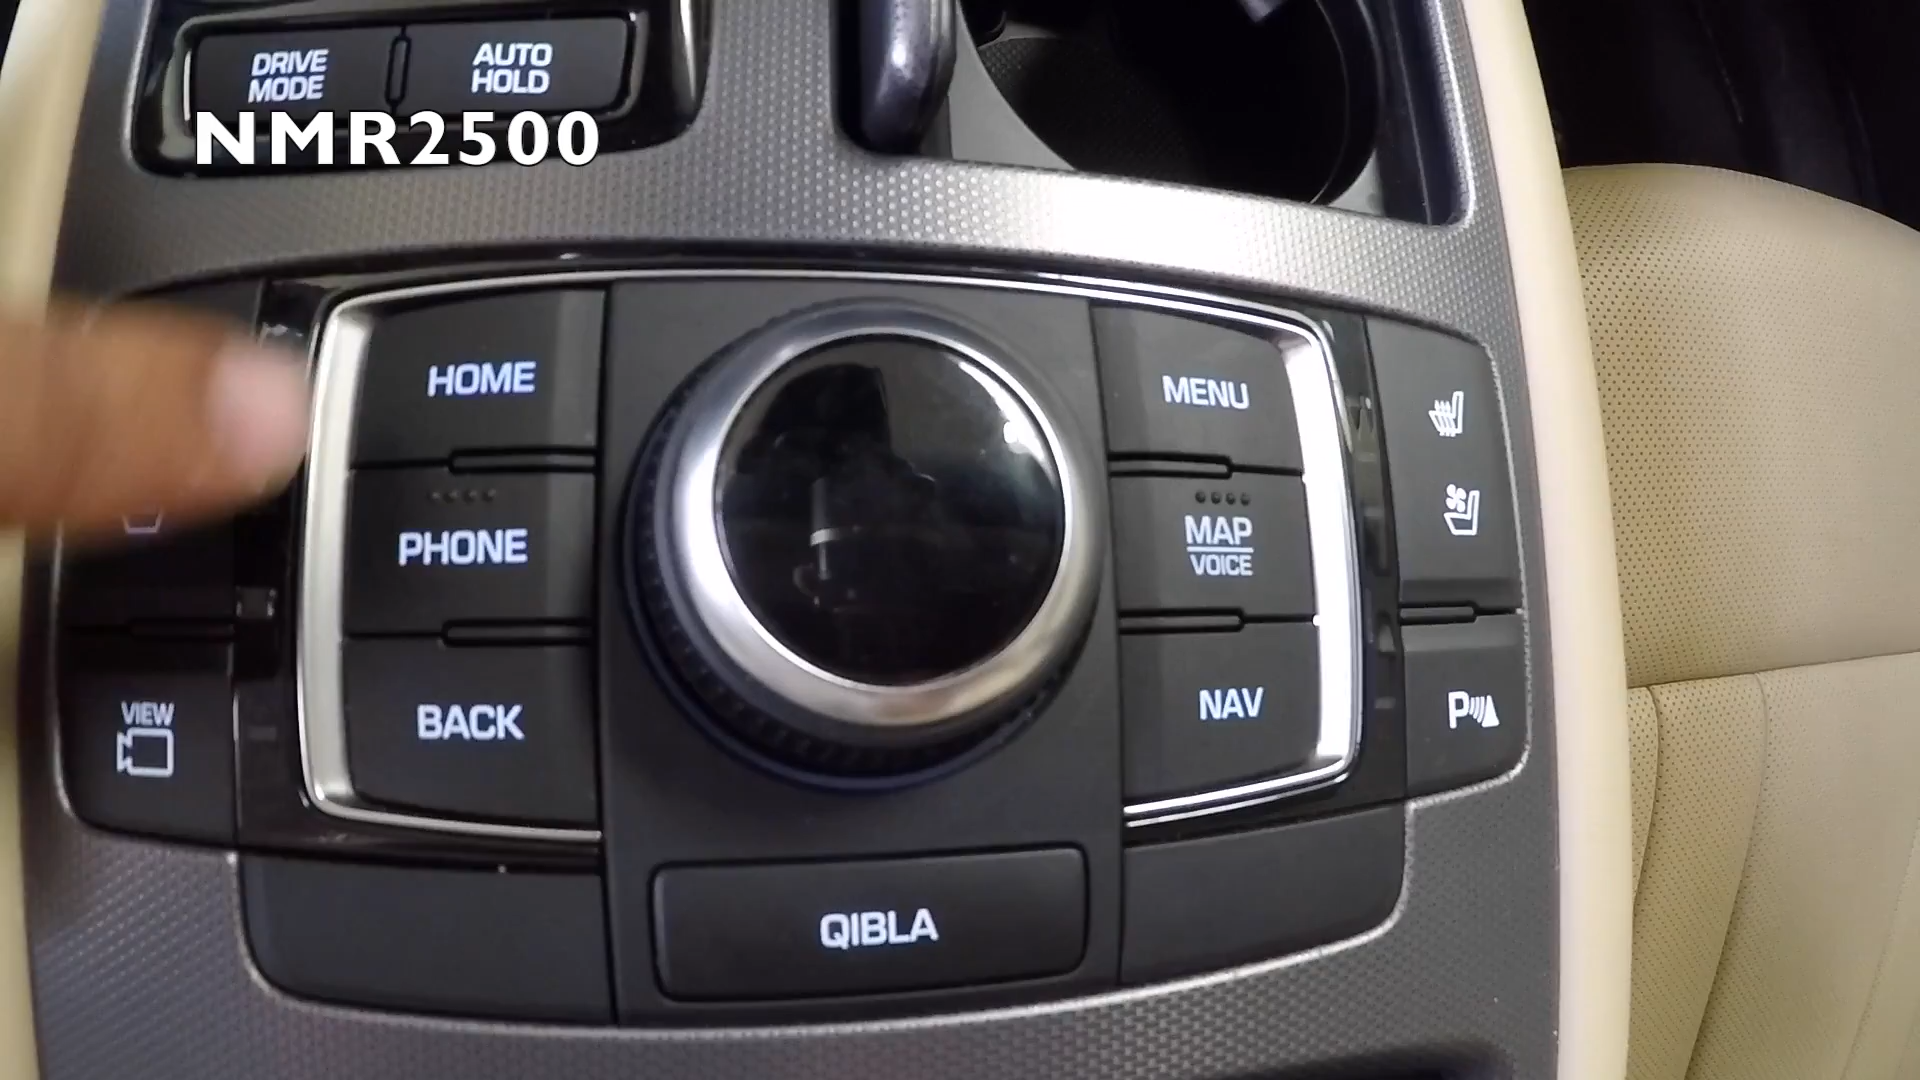 DRIVE
MODE
AUTO
HOLD
NMR2500
HOME
MENU
PHONE
MAP
VOICE
BACK
NAV
VIEW
P
QIBLA